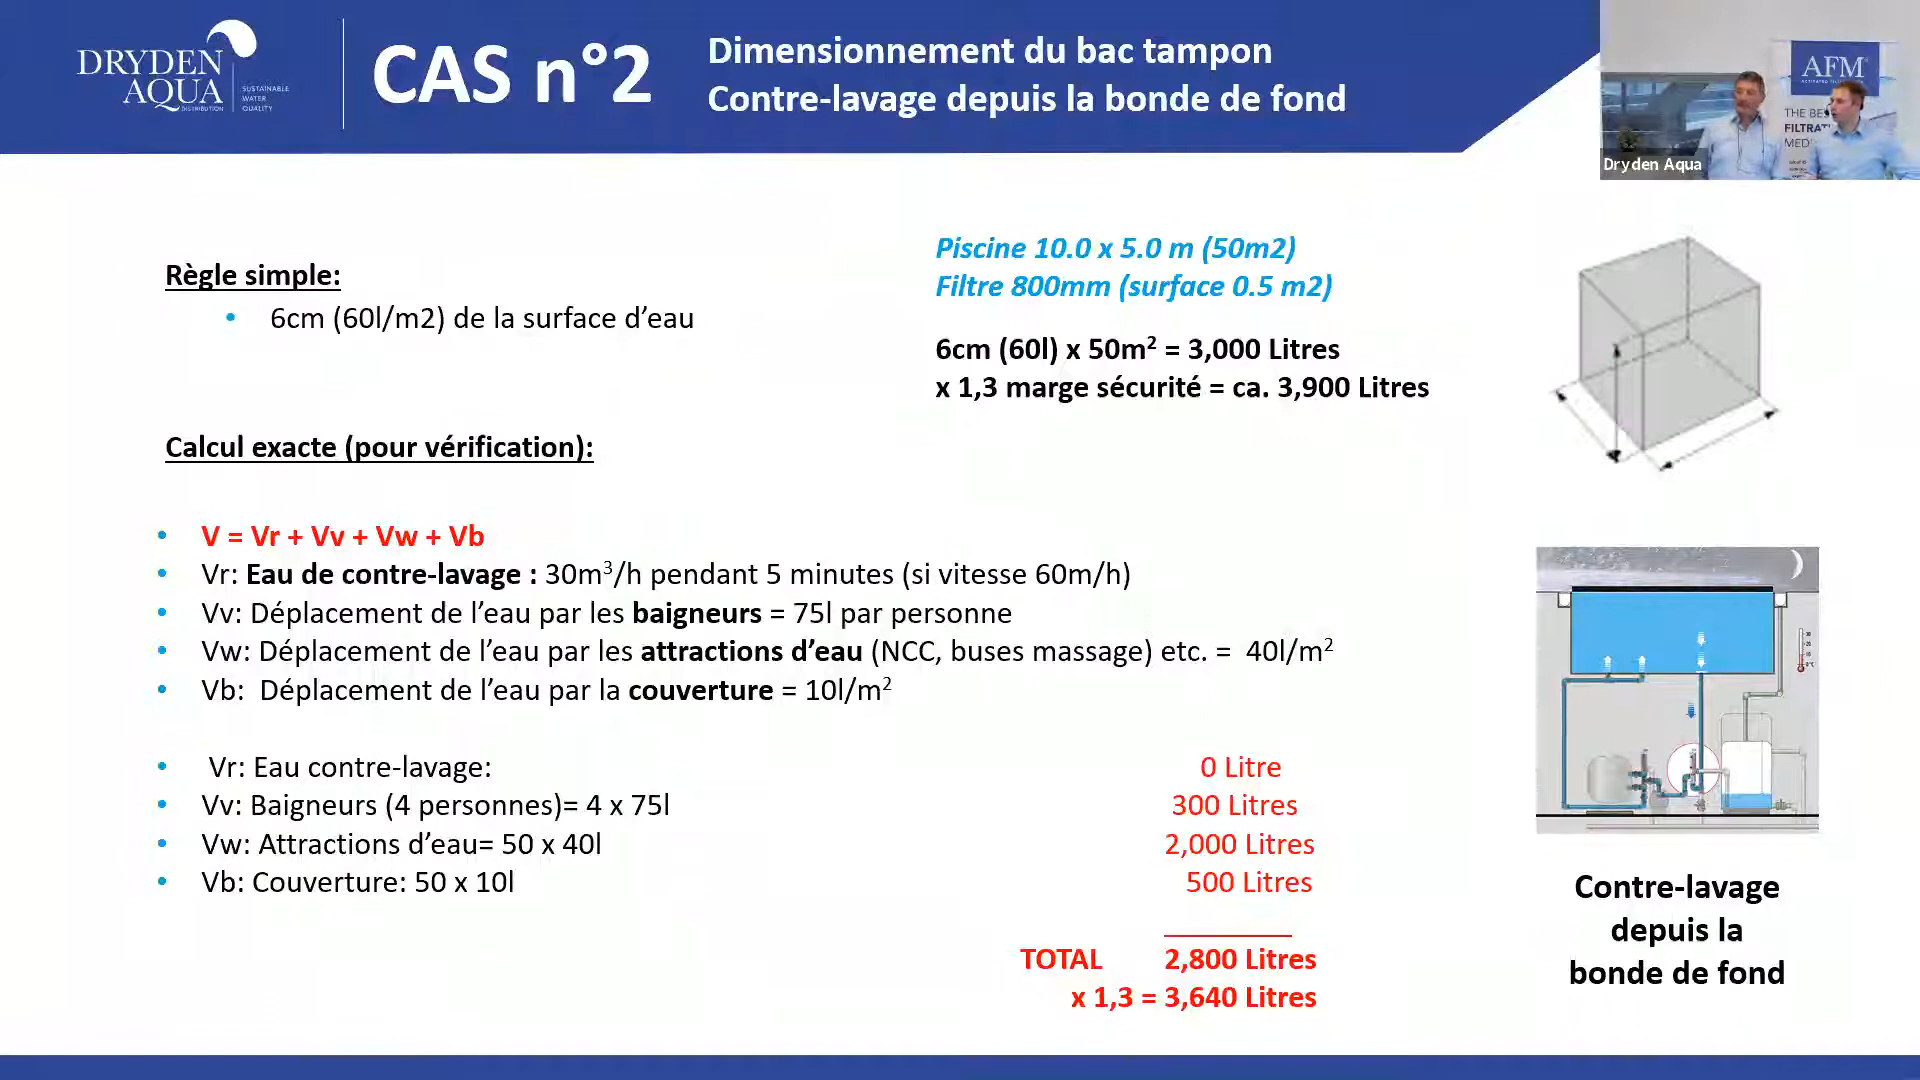 DRYDEN
AQUA
DISTRIBUTION
SUSTAINABLE
WATER
QUALITY
CAS n°2
Dimensionnement du bac tampon
Contre-lavage depuis la bonde de fond
AFM
THE BES
FILTRAT
MED
Dryden Aqua
Règle simple:
• 6cm (60l/m2) de la surface d’eau
Piscine 10.0 x 5.0 m (50m2)
Filtre 800mm (surface 0.5 m2)
6cm (60l) x 50m² = 3,000 Litres
x 1,3 marge sécurité = ca. 3,900 Litres
Calcul exacte (pour vérification):
• V = Vr + Vv + Vw + Vb
• Vr: Eau de contre-lavage : 30m³/h pendant 5 minutes (si vitesse 60m/h)
• Vv: Déplacement de l’eau par les baigneurs = 75l par personne
• Vw: Déplacement de l’eau par les attractions d’eau (NCC, buses massage) etc. = 40l/m²
• Vb: Déplacement de l’eau par la couverture = 10l/m²
• Vr: Eau contre-lavage: 0 Litre
• Vv: Baigneurs (4 personnes)= 4 x 75l 300 Litres
• Vw: Attractions d’eau= 50 x 40l 2,000 Litres
• Vb: Couverture: 50 x 10l 500 Litres
TOTAL 2,800 Litres
x 1,3 = 3,640 Litres
Contre-lavage
depuis la
bonde de fond